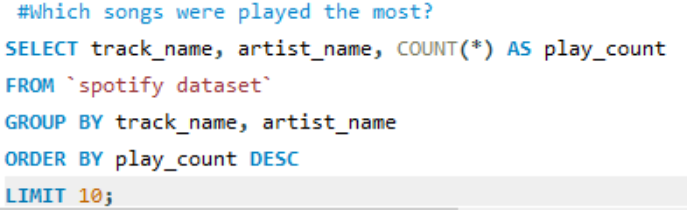 #Which songs were played the most?
SELECT track_name, artist_name, COUNT(*) AS play_count
FROM `spotify dataset`
GROUP BY track_name, artist_name
ORDER BY play_count DESC
LIMIT 10;